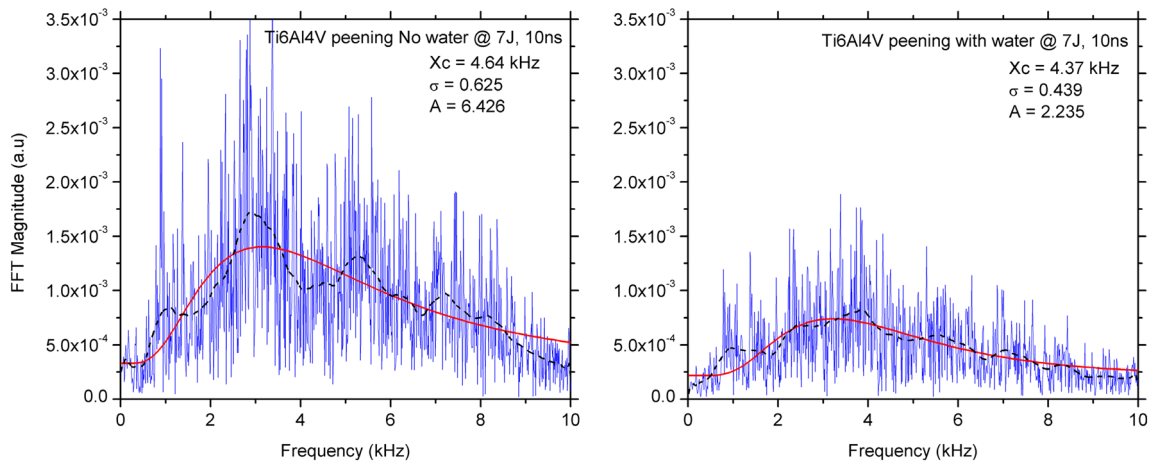 Ti6Al4V peening No water @ 7J, 10ns
Xc = 4.64 kHz
σ = 0.625
A = 6.426
3.5x10⁻³
3.0x10⁻³
2.5x10⁻³
2.0x10⁻³
1.5x10⁻³
1.0x10⁻³
5.0x10⁻⁴
0.0
FFT Magnitude (a.u)
0 2 4 6 8 10
Frequency (kHz)
Ti6Al4V peening with water @ 7J, 10ns
Xc = 4.37 kHz
σ = 0.439
A = 2.235
3.5x10⁻³
3.0x10⁻³
2.5x10⁻³
2.0x10⁻³
1.5x10⁻³
1.0x10⁻³
5.0x10⁻⁴
0.0
0 2 4 6 8 10
Frequency (kHz)